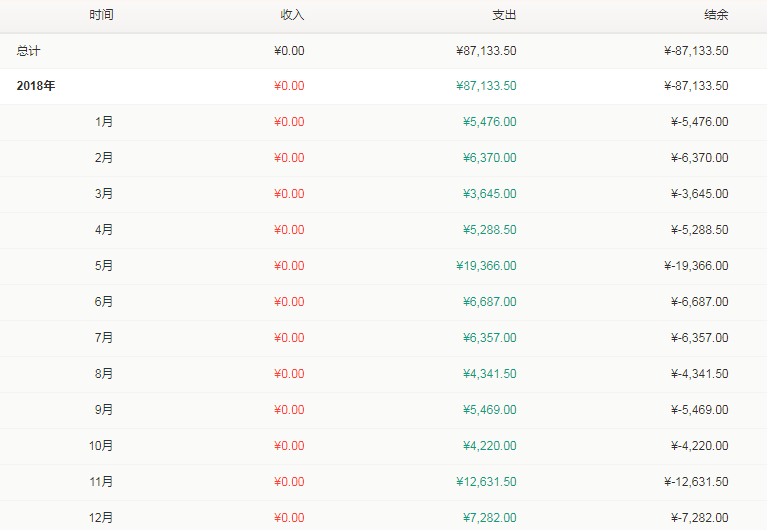 时间 收入 支出 结余
总计 ¥0.00 ¥87,133.50 ¥-87,133.50
2018年 ¥0.00 ¥87,133.50 ¥-87,133.50
1月 ¥0.00 ¥5,476.00 ¥-5,476.00
2月 ¥0.00 ¥6,370.00 ¥-6,370.00
3月 ¥0.00 ¥3,645.00 ¥-3,645.00
4月 ¥0.00 ¥5,288.50 ¥-5,288.50
5月 ¥0.00 ¥19,366.00 ¥-19,366.00
6月 ¥0.00 ¥6,687.00 ¥-6,687.00
7月 ¥0.00 ¥6,357.00 ¥-6,357.00
8月 ¥0.00 ¥4,341.50 ¥-4,341.50
9月 ¥0.00 ¥5,469.00 ¥-5,469.00
10月 ¥0.00 ¥4,220.00 ¥-4,220.00
11月 ¥0.00 ¥12,631.50 ¥-12,631.50
12月 ¥0.00 ¥7,282.00 ¥-7,282.00